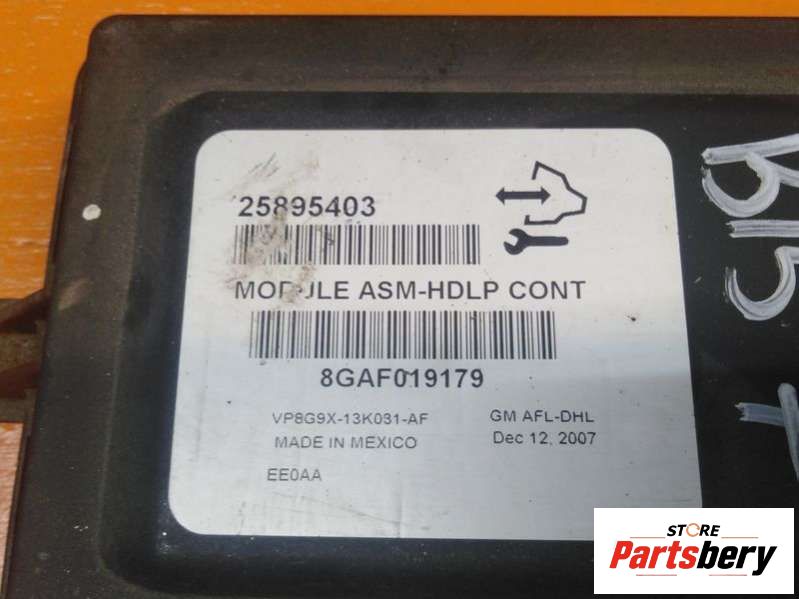 25895403
MODULE ASM-HDLP CONT
8GAF019179
VP8G9X-13K031-AF
GM AFL-DHL
MADE IN MEXICO
Dec 12, 2007
EE0AA
STORE
Partsbery